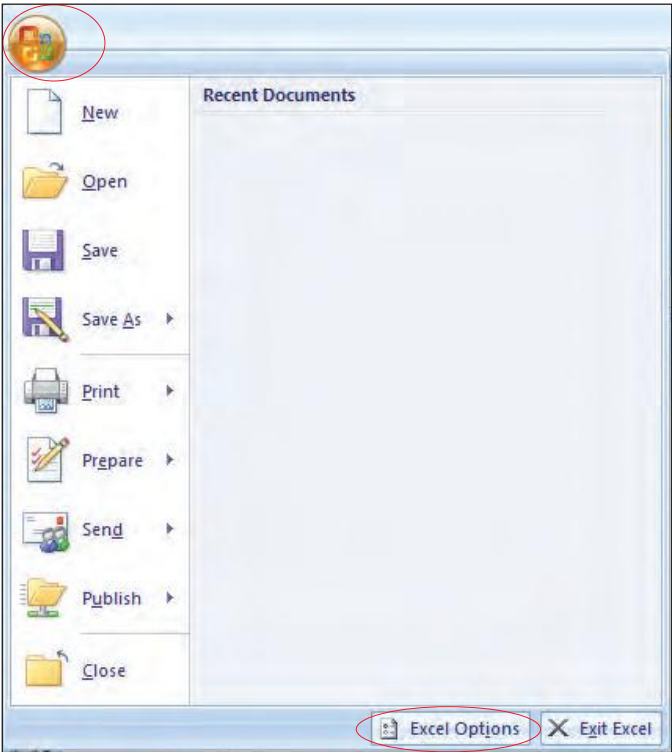 Recent Documents
New
Open
Save
Save As
Print
Prepare
Send
Publish
Close
Excel Options
Exit Excel